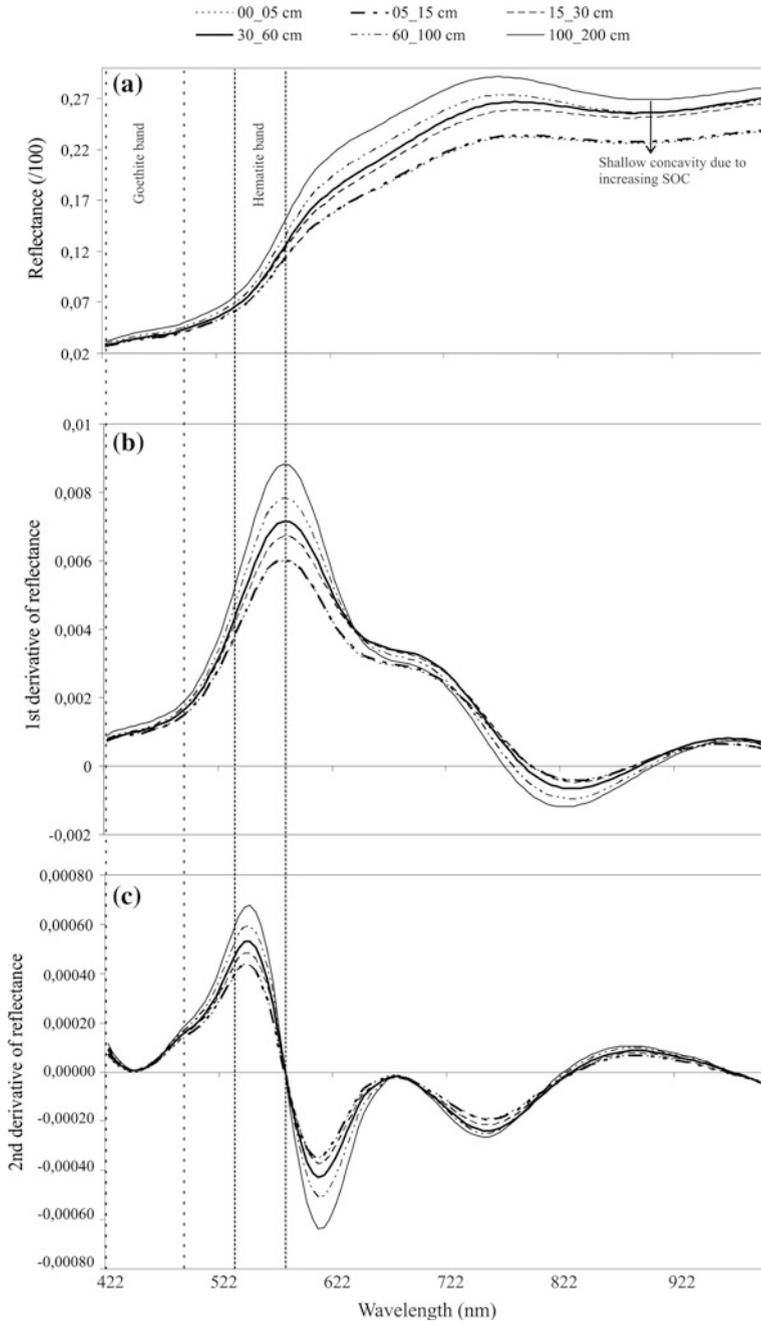 00_05 cm 05_15 cm 15_30 cm
30_60 cm 60_100 cm 100_200 cm
(a)
0,27
0,22
0,17
0,12
0,07
0,02
Reflectance (/100)
Goethite band
Hematite band
Shallow concavity due to
increasing SOC
(b)
0,01
0,008
0,006
0,004
0,002
0
-0,002
1st derivative of reflectance
(c)
0,00080
0,00060
0,00040
0,00020
0,00000
-0,00020
-0,00040
-0,00060
-0,00080
2nd derivative of reflectance
422 522 622 722 822 922
Wavelength (nm)